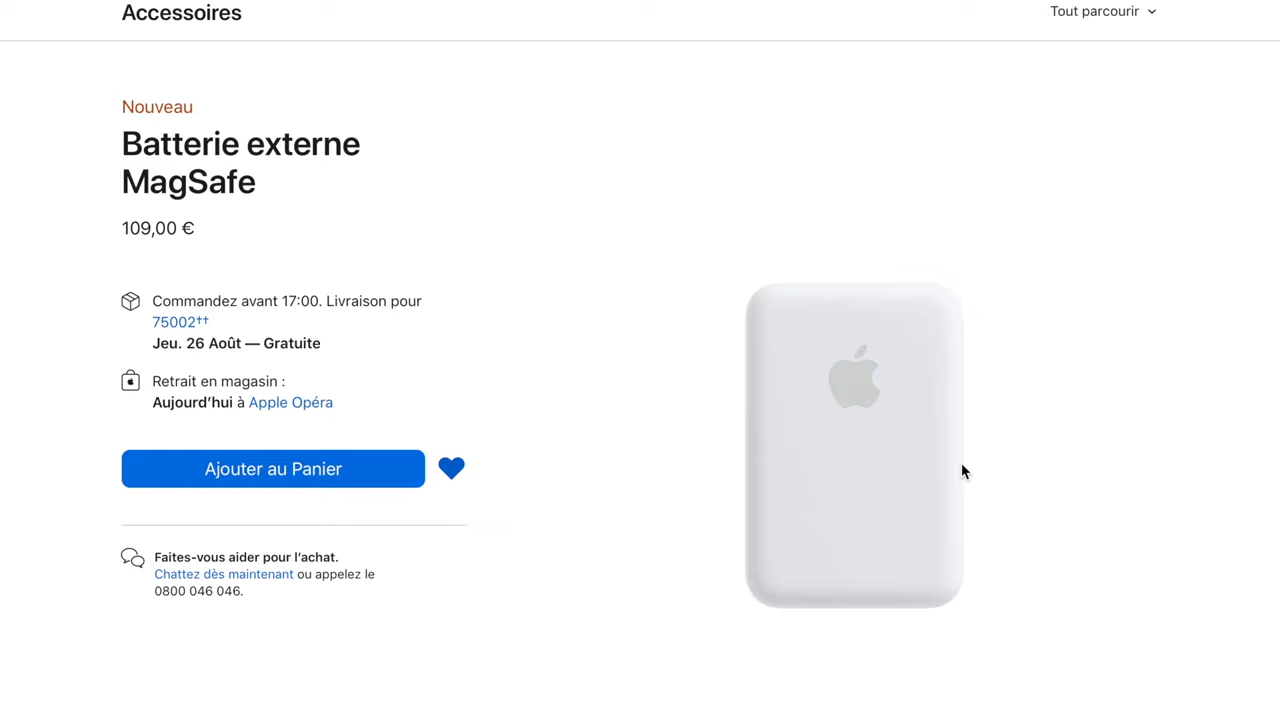 Accessoires
Tout parcourir
Nouveau
Batterie externe
MagSafe
109,00 €
Commandez avant 17:00. Livraison pour
75002††
Jeu. 26 Août — Gratuite
Retrait en magasin :
Aujourd’hui à Apple Opéra
Ajouter au Panier
Faites-vous aider pour l’achat.
Chattez dès maintenant ou appelez le
0800 046 046.